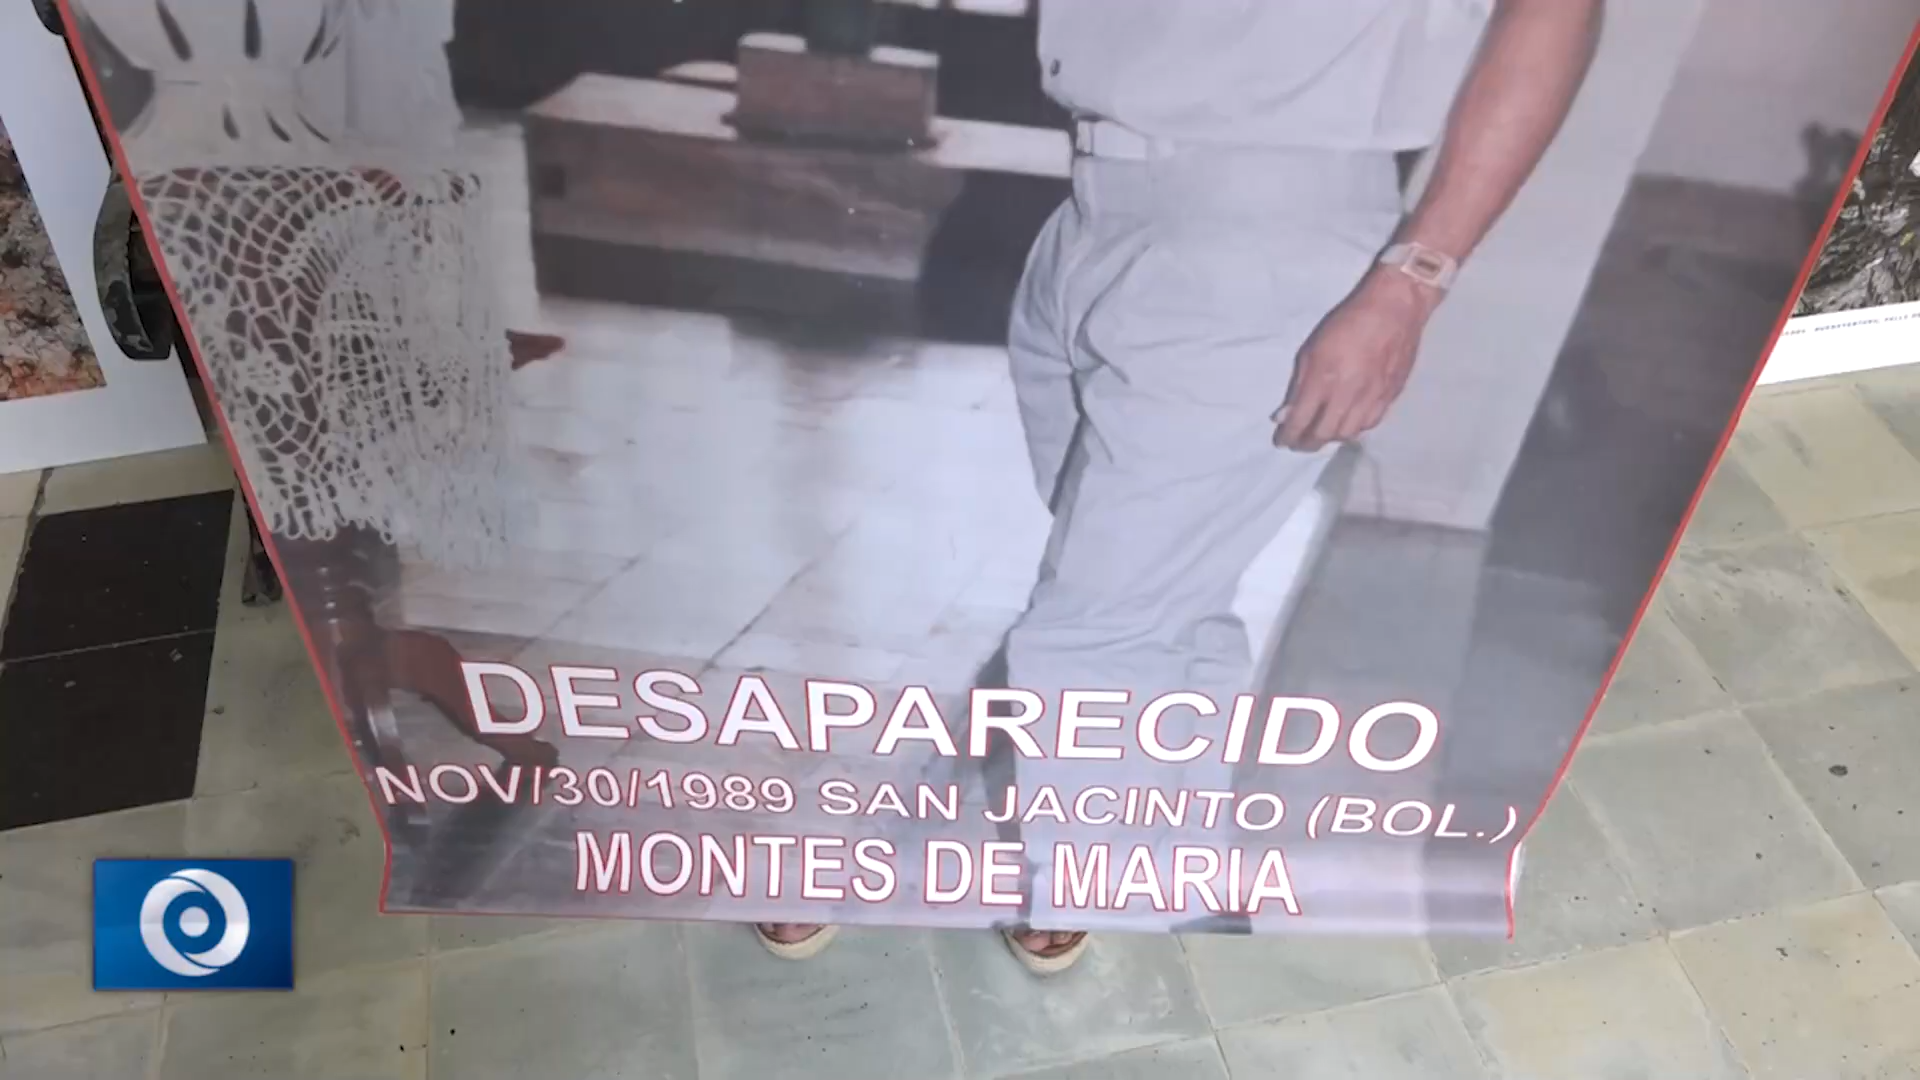 DESAPARECIDO
NOV/30/1989 SAN JACINTO (BOL.)
MONTES DE MARIA